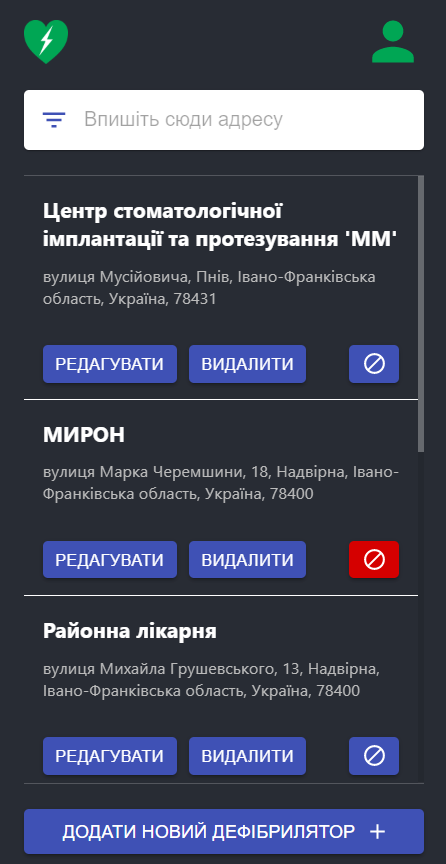 Впишіть сюди адресу
Центр стоматологічної
імплантації та протезування 'ММ'
вулиця Мусійовича, Пнів, Івано-Франківська
область, Україна, 78431
РЕДАГУВАТИ ВИДАЛИТИ
МИРОН
вулиця Марка Черемшини, 18, Надвірна, Івано-
Франківська область, Україна, 78400
РЕДАГУВАТИ ВИДАЛИТИ
Районна лікарня
вулиця Михайла Грушевського, 13, Надвірна,
Івано-Франківська область, Україна, 78400
РЕДАГУВАТИ ВИДАЛИТИ
ДОДАТИ НОВИЙ ДЕФІБРИЛЯТОР +